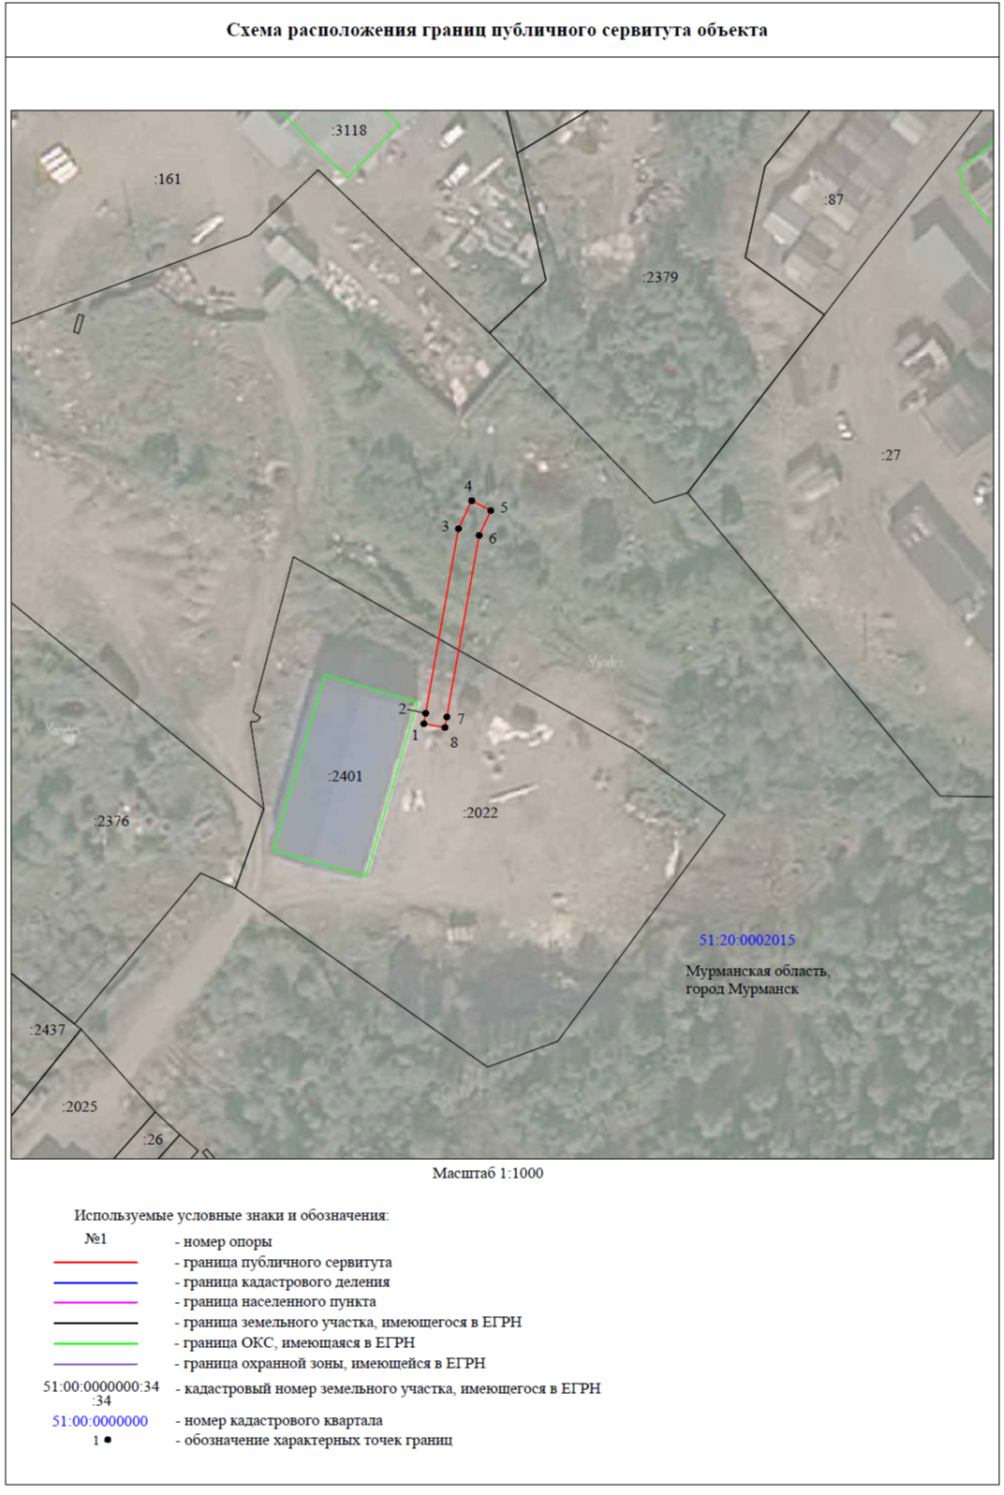 Схема расположения границ публичного сервитута объекта
:3118
:161
:87
:2379
:27
4
5
3
6
Yandex
2
7
1
8
Yandex
:2401
:2022
:2376
51:20:0002015
Мурманская область,
город Мурманск
:2437
:2025
:26
Масштаб 1:1000
Используемые условные знаки и обозначения:
№1 - номер опоры
- граница публичного сервитута
- граница кадастрового деления
- граница населенного пункта
- граница земельного участка, имеющегося в ЕГРН
- граница ОКС, имеющаяся в ЕГРН
- граница охранной зоны, имеющейся в ЕГРН
51:00:0000000:34 - кадастровый номер земельного участка, имеющегося в ЕГРН
:34
51:00:0000000 - номер кадастрового квартала
1 - обозначение характерных точек границ